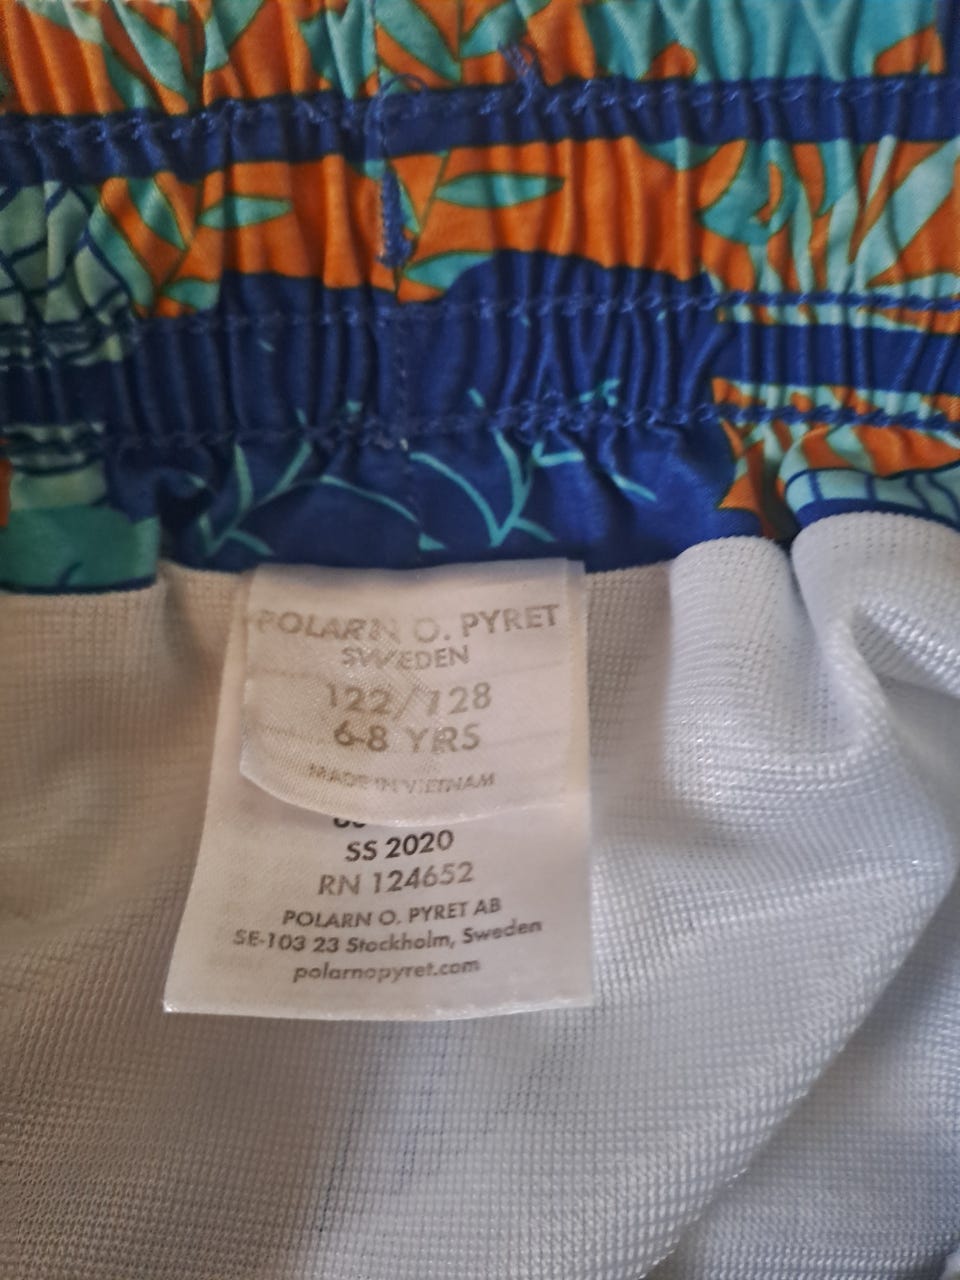 POLARN O. PYRET
SWEDEN
122/128
6-8 YRS
MADE IN VIETNAM
SS 2020
RN 124652
POLARN O. PYRET AB
SE-103 23 Stockholm, Sweden
polarnopyret.com